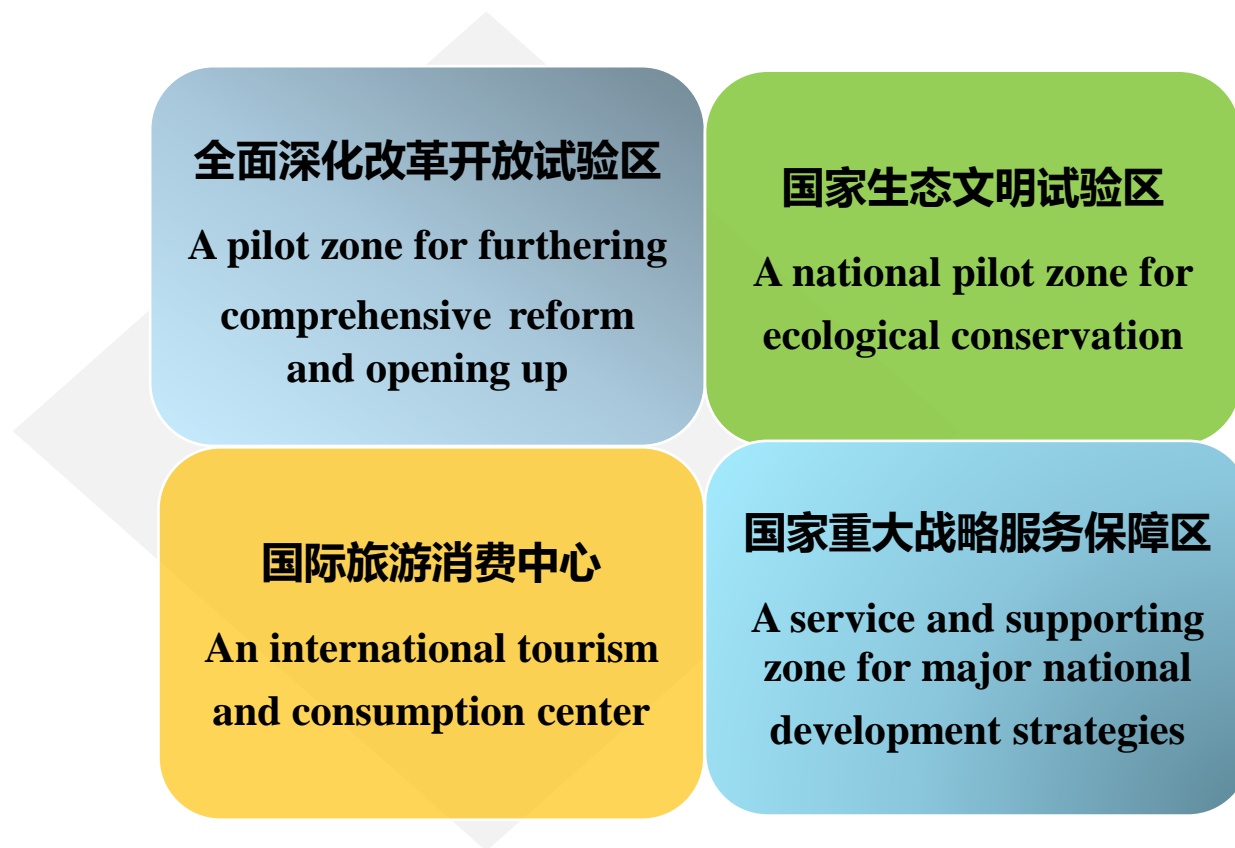 全面深化改革开放试验区
A pilot zone for furthering
comprehensive reform
and opening up
国家生态文明试验区
A national pilot zone for
ecological conservation
国际旅游消费中心
An international tourism
and consumption center
国家重大战略服务保障区
A service and supporting
zone for major national
development strategies